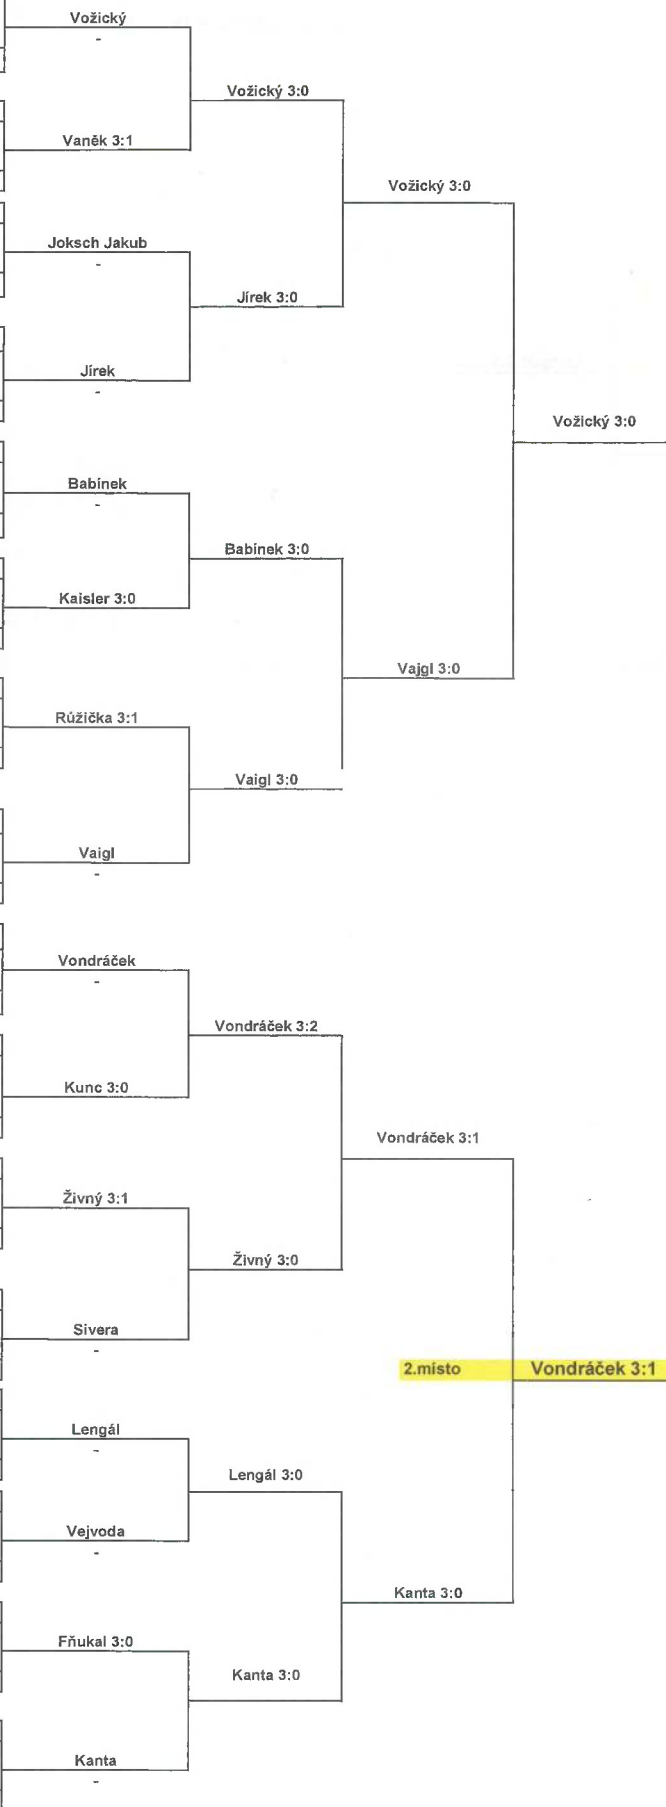 Vožický
-
Vožický 3:0
Vaněk 3:1
Vožický 3:0
Joksch Jakub
-
Jírek 3:0
Jírek
-
Vožický 3:0
Babínek
-
Babínek 3:0
Kaisler 3:0
Vajgl 3:0
Růžička 3:1
Vaigl 3:0
Vaigl
-
Vondráček
-
Vondráček 3:2
Kunc 3:0
Vondráček 3:1
Živný 3:1
Živný 3:0
Sivera
-
2.místo Vondráček 3:1
Lengál
-
Lengál 3:0
Vejvoda
-
Kanta 3:0
Fňukal 3:0
Kanta 3:0
Kanta
-